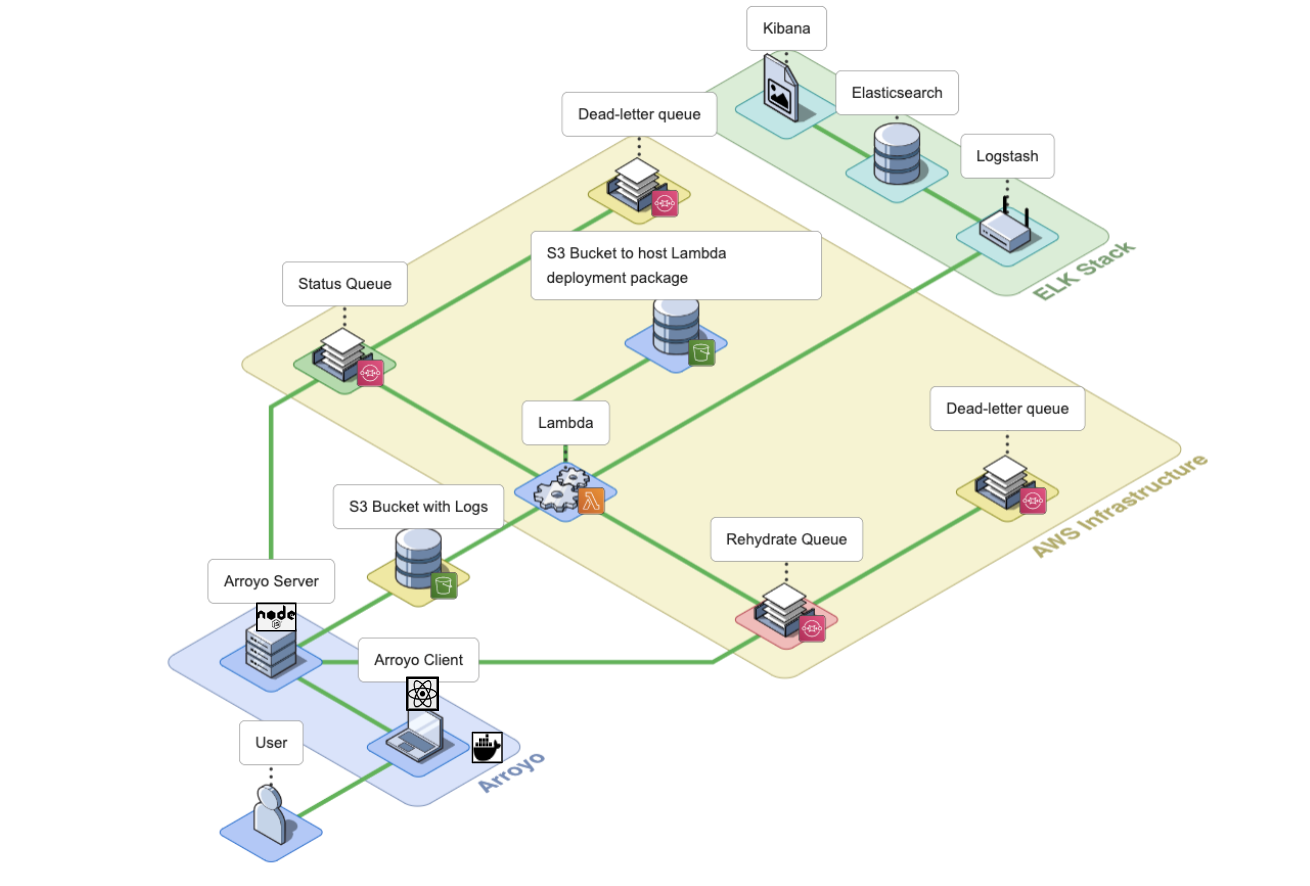 Kibana
Elasticsearch
Dead-letter queue
Logstash
S3 Bucket to host Lambda
deployment package
ELK Stack
Status Queue
Lambda
Dead-letter queue
AWS Infrastructure
S3 Bucket with Logs
Rehydrate Queue
Arroyo Server
node
JS
Arroyo Client
User
Arroyo